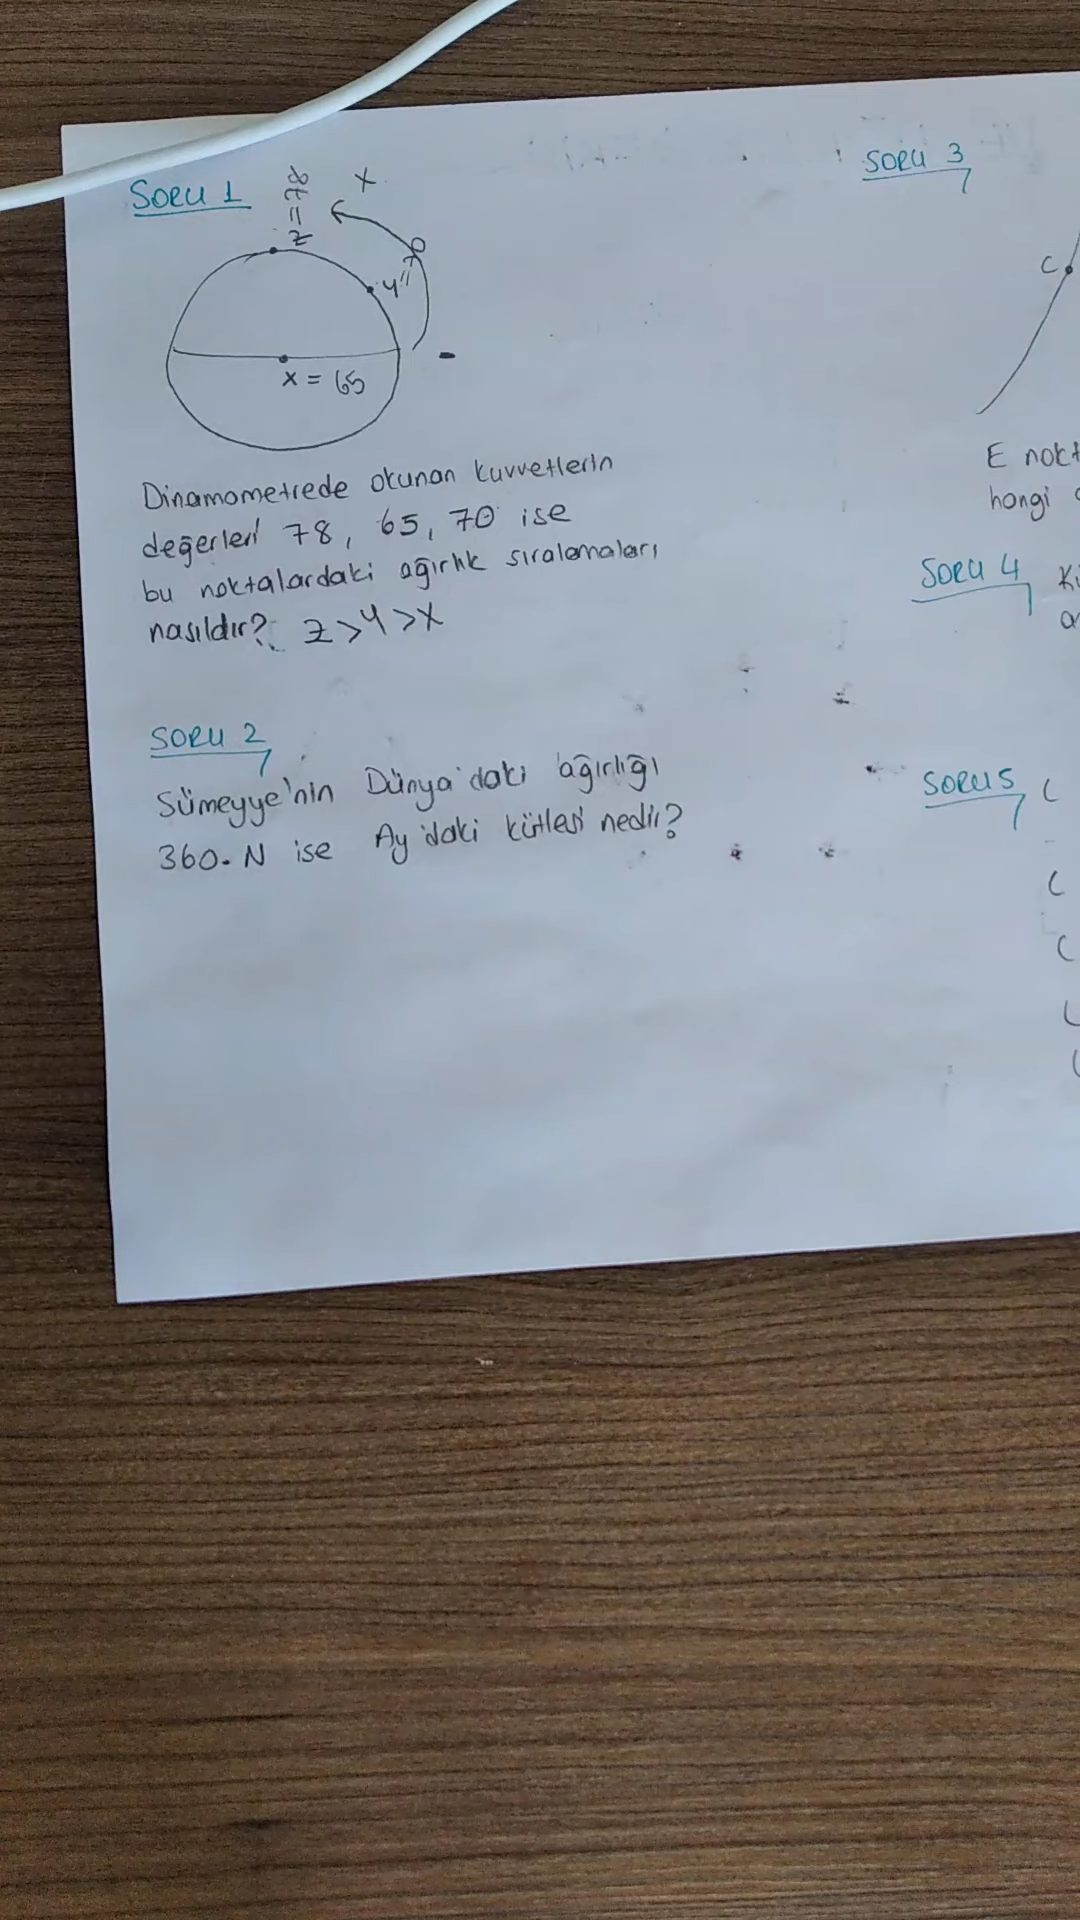 SORU 1
z=78
x
y=70
x = 65
Dinamometrede okunan kuvvetlerin
değerleri 78, 65, 70 ise
bu noktalardaki ağırlık sıralamaları
nasıldır? z>y>x
SORU 2
Sümeyye'nin Dünya'daki ağırlığı
360.N ise Ay'daki kütlesi nedir?
SORU 3
C
E nokt
hangi
SORU 4 Ki
SORU 5 (
(
(
(
(